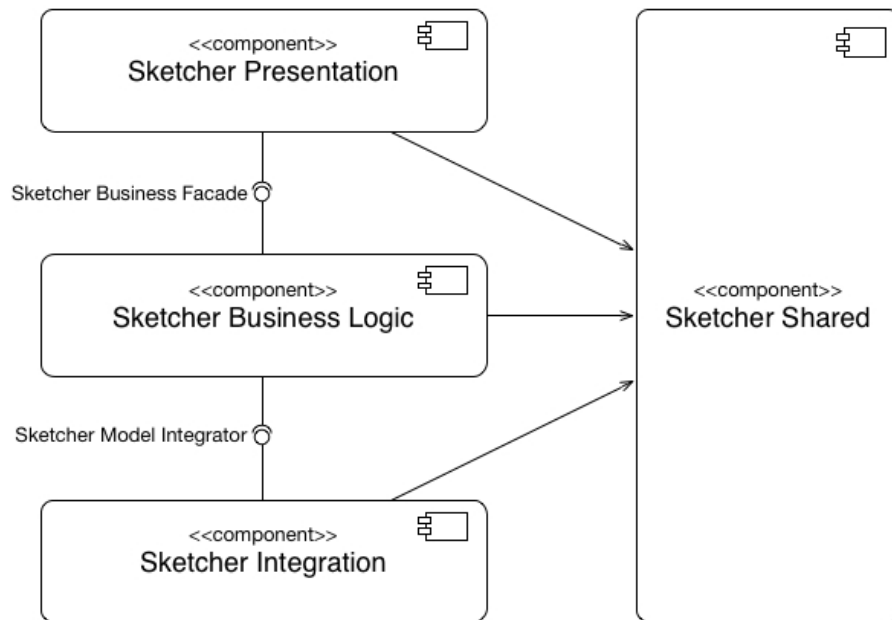 <<component>>
Sketcher Presentation
Sketcher Business Facade
<<component>>
Sketcher Business Logic
<<component>>
Sketcher Shared
Sketcher Model Integrator
<<component>>
Sketcher Integration